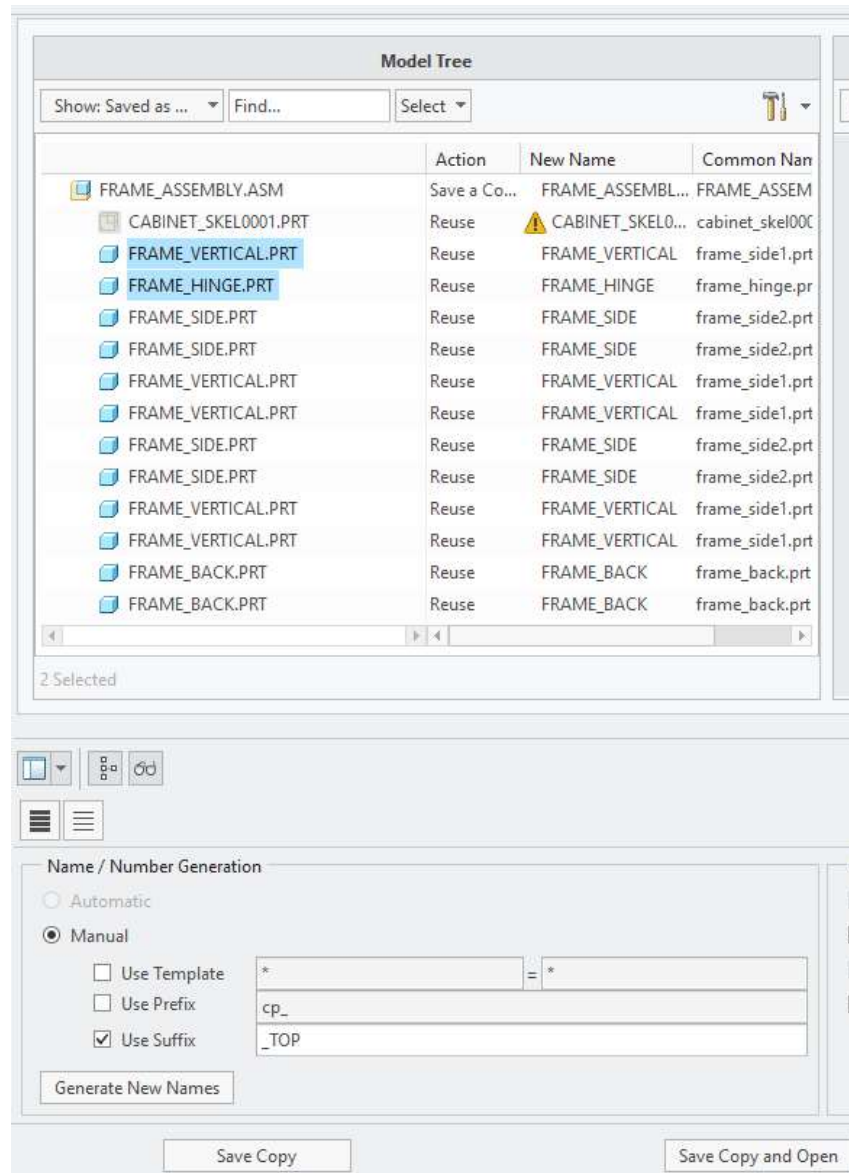 Model Tree
Show: Saved as ... Find... Select
Action New Name Common Nam
FRAME_ASSEMBLY.ASM Save a Co... FRAME_ASSEMBL... FRAME_ASSEM
CABINET_SKEL0001.PRT Reuse CABINET_SKEL0... cabinet_skel000
FRAME_VERTICAL.PRT Reuse FRAME_VERTICAL frame_side1.prt
FRAME_HINGE.PRT Reuse FRAME_HINGE frame_hinge.pr
FRAME_SIDE.PRT Reuse FRAME_SIDE frame_side2.prt
FRAME_SIDE.PRT Reuse FRAME_SIDE frame_side2.prt
FRAME_VERTICAL.PRT Reuse FRAME_VERTICAL frame_side1.prt
FRAME_VERTICAL.PRT Reuse FRAME_VERTICAL frame_side1.prt
FRAME_SIDE.PRT Reuse FRAME_SIDE frame_side2.prt
FRAME_SIDE.PRT Reuse FRAME_SIDE frame_side2.prt
FRAME_VERTICAL.PRT Reuse FRAME_VERTICAL frame_side1.prt
FRAME_VERTICAL.PRT Reuse FRAME_VERTICAL frame_side1.prt
FRAME_BACK.PRT Reuse FRAME_BACK frame_back.prt
FRAME_BACK.PRT Reuse FRAME_BACK frame_back.prt
2 Selected
Name / Number Generation
Automatic
Manual
Use Template * = *
Use Prefix cp_
Use Suffix _TOP
Generate New Names
Save Copy Save Copy and Open